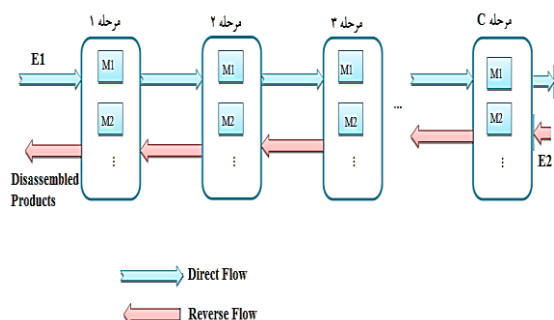 مرحله ۱
مرحله ۲
مرحله ۳
مرحله C
E1
M1
M1
M1
M1
M2
M2
M2
M2
...
⋮
⋮
⋮
⋮
E2
Disassembled
Products
Direct Flow
Reverse Flow